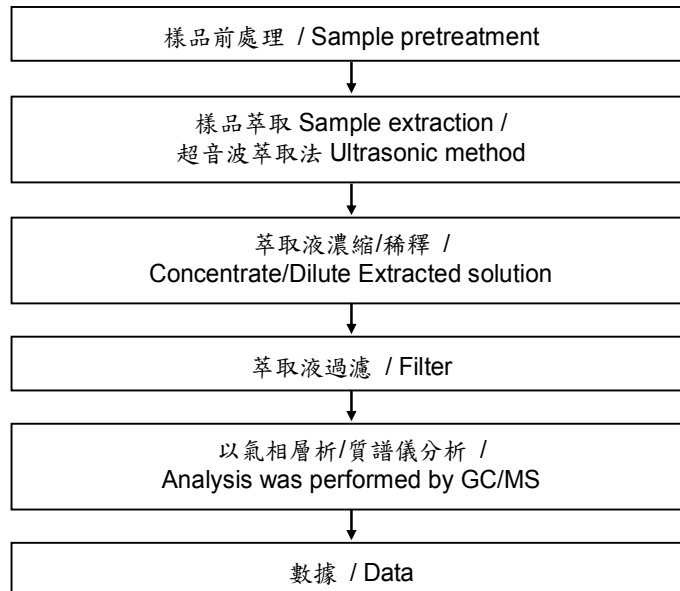 樣品前處理 / Sample pretreatment
樣品萃取 Sample extraction /
超音波萃取法 Ultrasonic method
萃取液濃縮/稀釋 /
Concentrate/Dilute Extracted solution
萃取液過濾 / Filter
以氣相層析/質譜儀分析 /
Analysis was performed by GC/MS
數據 / Data